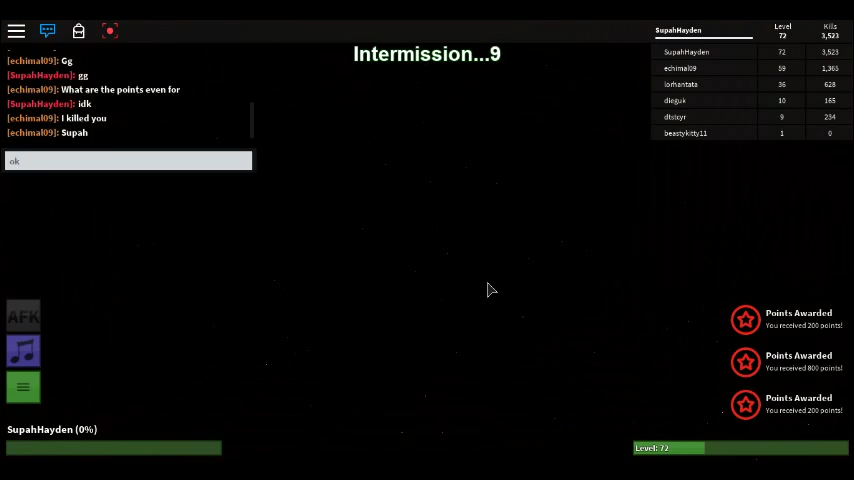 SupahHayden
Level
72
Kills
3,523
Intermission...9
[echimal09]: Gg
[SupahHayden]: gg
[echimal09]: What are the points even for
[SupahHayden]: idk
[echimal09]: I killed you
[echimal09]: Supah
ok
SupahHayden 72 3,523
echimal09 59 1,365
lorhantata 36 628
dieguk 10 165
dtstcyr 9 234
beastykitty11 1 0
AFK
Points Awarded
You received 200 points!
Points Awarded
You received 800 points!
Points Awarded
You received 200 points!
SupahHayden (0%)
Level: 72